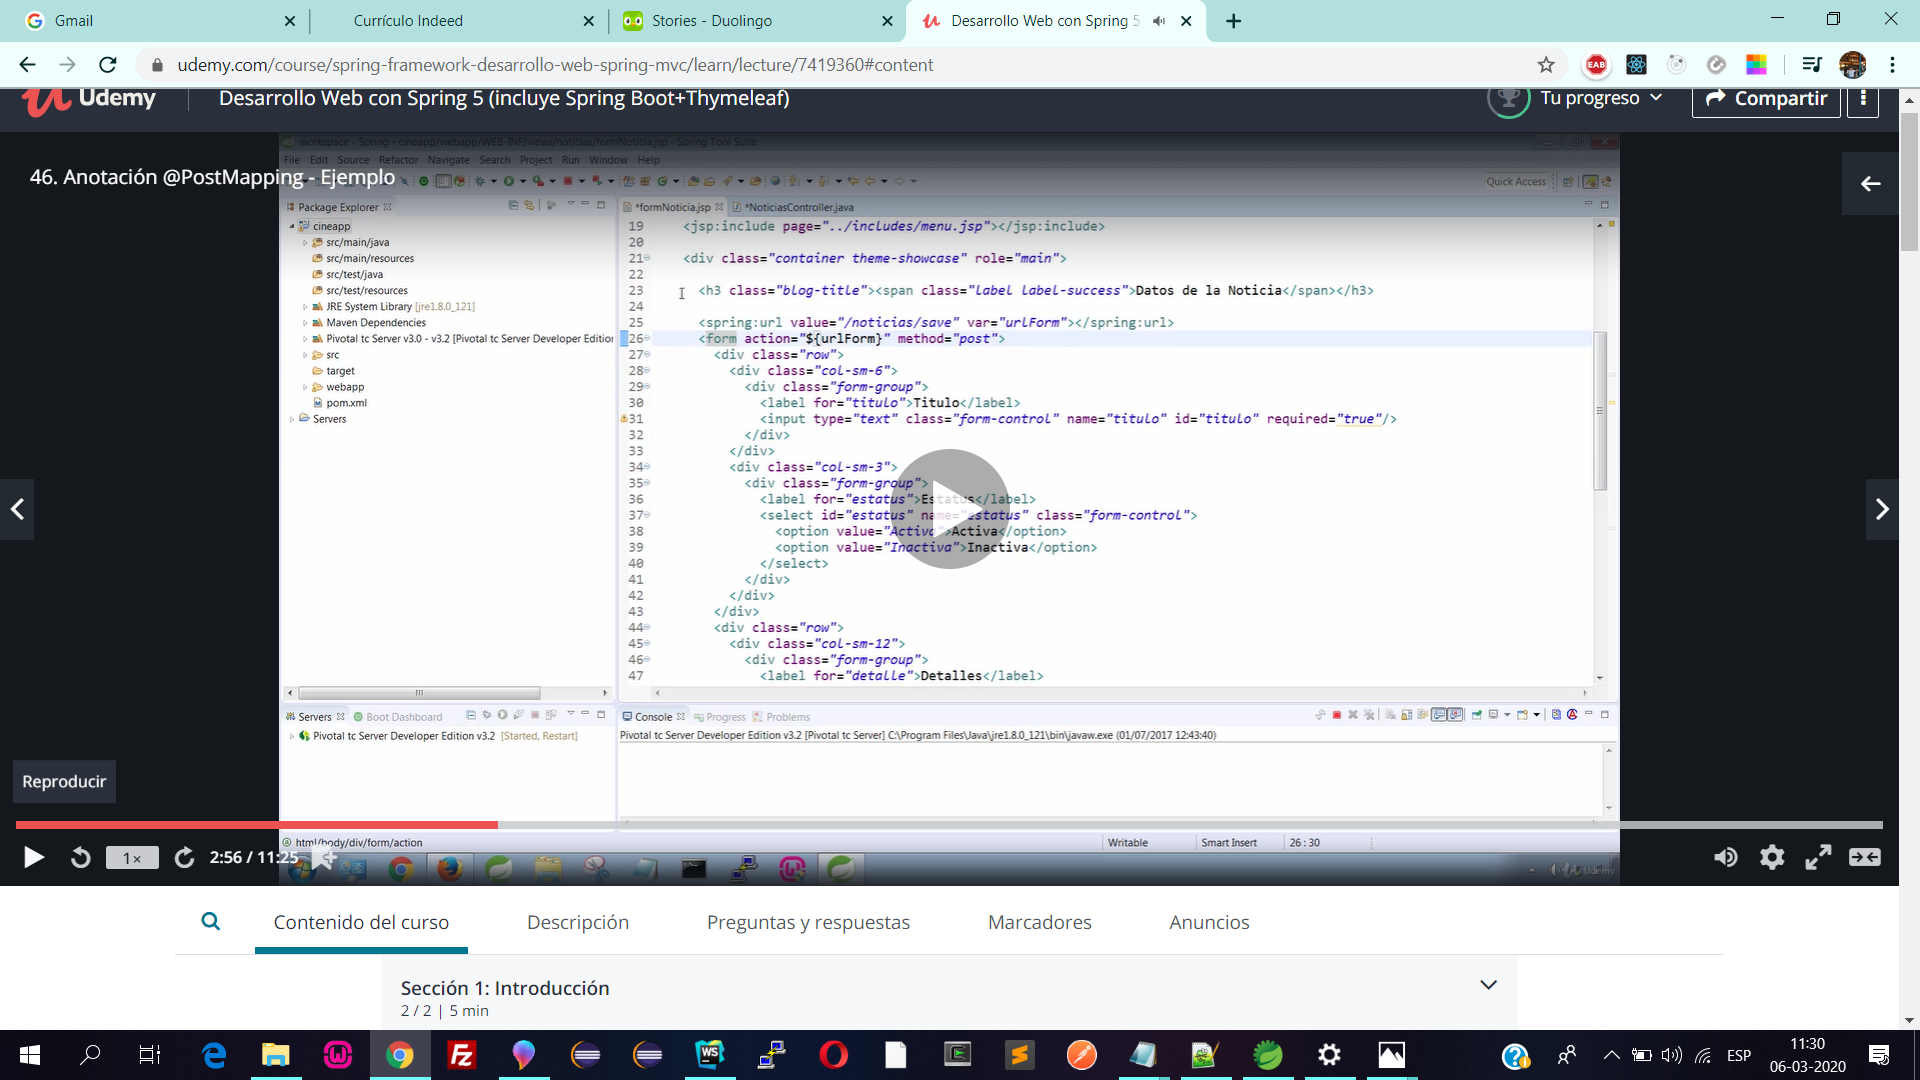 Gmail
Currículo Indeed
Stories - Duolingo
Desarrollo Web con Spring 5
udemy.com/course/spring-framework-desarrollo-web-spring-mvc/learn/lecture/7419360#content
EAB
Udemy
Desarrollo Web con Spring 5 (incluye Spring Boot+Thymeleaf)
Tu progreso
Compartir
workspace - Spring - cineapp/webapp/WEB-INF/views/noticias/formNoticia.jsp - Spring Tool Suite
File Edit Source Refactor Navigate Search Project Run Window Help
46. Anotación @PostMapping - Ejemplo
Quick Access
Package Explorer
cineapp
src/main/java
src/main/resources
src/test/java
src/test/resources
JRE System Library [jre1.8.0_121]
Maven Dependencies
Pivotal tc Server v3.0 - v3.2 [Pivotal tc Server Developer Edition
src
target
webapp
pom.xml
Servers
*formNoticia.jsp
*NoticiasController.java
19 <jsp:include page="../includes/menu.jsp"></jsp:include>
20
21 <div class="container theme-showcase" role="main">
22
23 <h3 class="blog-title"><span class="label label-success">Datos de la Noticia</span></h3>
24
25 <spring:url value="/noticias/save" var="urlForm"></spring:url>
26 <form action="${urlForm}" method="post">
27 <div class="row">
28 <div class="col-sm-6">
29 <div class="form-group">
30 <label for="titulo">Titulo</label>
31 <input type="text" class="form-control" name="titulo" id="titulo" required="true"/>
32 </div>
33 </div>
34 <div class="col-sm-3">
35 <div class="form-group">
36 <label for="estatus">Estatus</label>
37 <select id="estatus" name="estatus" class="form-control">
38 <option value="Activa">Activa</option>
39 <option value="Inactiva">Inactiva</option>
40 </select>
41 </div>
42 </div>
43 </div>
44 <div class="row">
45 <div class="col-sm-12">
46 <div class="form-group">
47 <label for="detalle">Detalles</label>
Servers
Boot Dashboard
Pivotal tc Server Developer Edition v3.2 [Started, Restart]
Console
Progress
Problems
Pivotal tc Server Developer Edition v3.2 [Pivotal tc Server] C:\Program Files\Java\jre1.8.0_121\bin\javaw.exe (01/07/2017 12:43:40)
Reproducir
html/body/div/form/action
Writable
Smart Insert
26 : 30
1×
2:56 / 11:25
Udemy
Contenido del curso
Descripción
Preguntas y respuestas
Marcadores
Anuncios
Sección 1: Introducción
2 / 2 | 5 min
ESP
11:30
06-03-2020